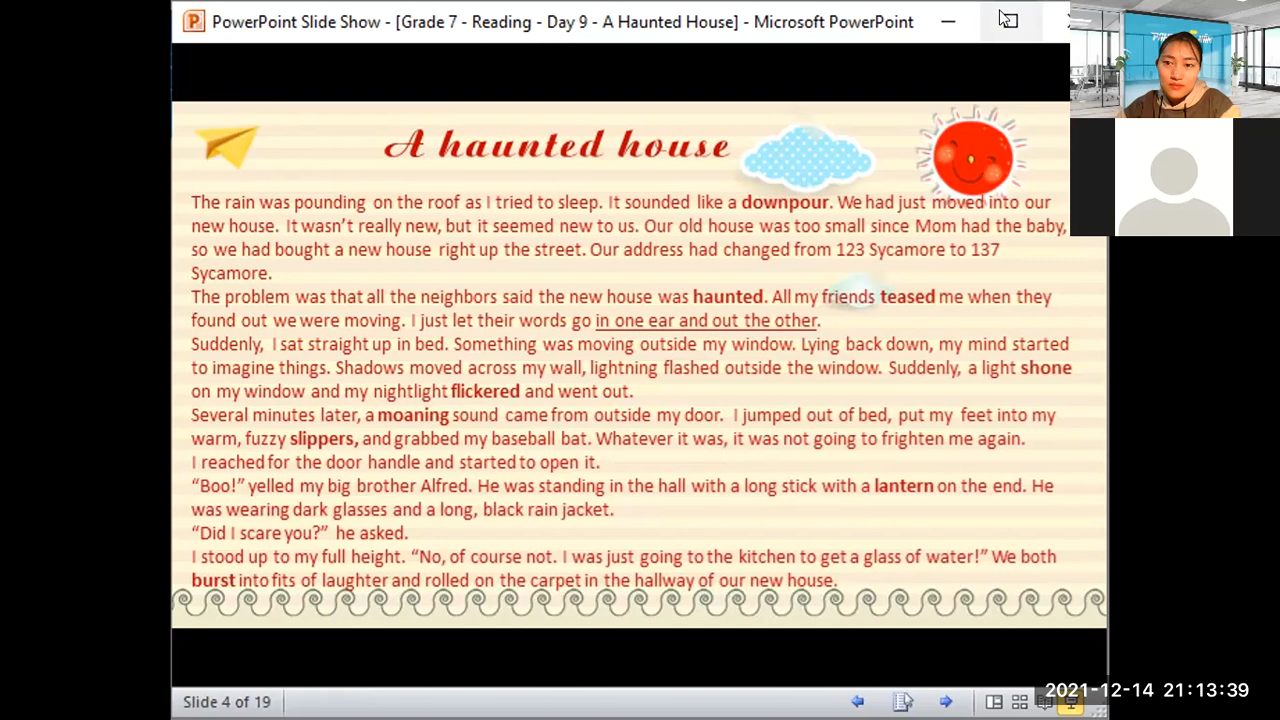 PowerPoint Slide Show - [Grade 7 - Reading - Day 9 - A Haunted House] - Microsoft PowerPoint
A haunted house
The rain was pounding on the roof as I tried to sleep. It sounded like a downpour. We had just moved into our
new house. It wasn't really new, but it seemed new to us. Our old house was too small since Mom had the baby,
so we had bought a new house right up the street. Our address had changed from 123 Sycamore to 137
Sycamore.
The problem was that all the neighbors said the new house was haunted. All my friends teased me when they
found out we were moving. I just let their words go in one ear and out the other.
Suddenly, I sat straight up in bed. Something was moving outside my window. Lying back down, my mind started
to imagine things. Shadows moved across my wall, lightning flashed outside the window. Suddenly, a light shone
on my window and my nightlight flickered and went out.
Several minutes later, a moaning sound came from outside my door. I jumped out of bed, put my feet into my
warm, fuzzy slippers, and grabbed my baseball bat. Whatever it was, it was not going to frighten me again.
I reached for the door handle and started to open it.
“Boo!” yelled my big brother Alfred. He was standing in the hall with a long stick with a lantern on the end. He
was wearing dark glasses and a long, black rain jacket.
“Did I scare you?” he asked.
I stood up to my full height. “No, of course not. I was just going to the kitchen to get a glass of water!” We both
burst into fits of laughter and rolled on the carpet in the hallway of our new house.
Slide 4 of 19
2021-12-14 21:13:39